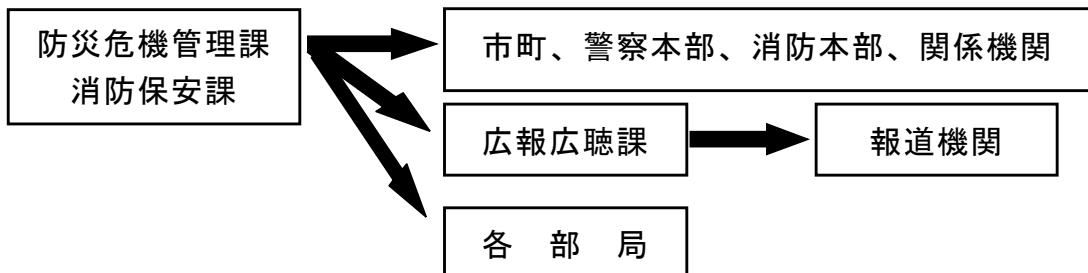 防災危機管理課
消防保安課
市町、警察本部、消防本部、関係機関
広報広聴課
報道機関
各　部　局